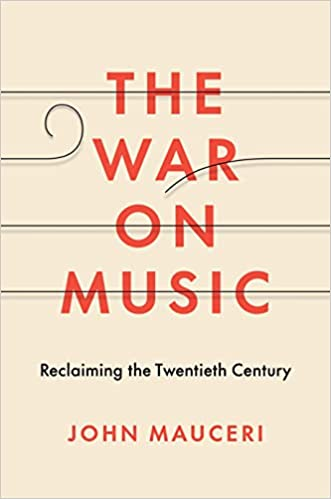 THE
WAR
ON
MUSIC
Reclaiming the Twentieth Century
JOHN MAUCERI